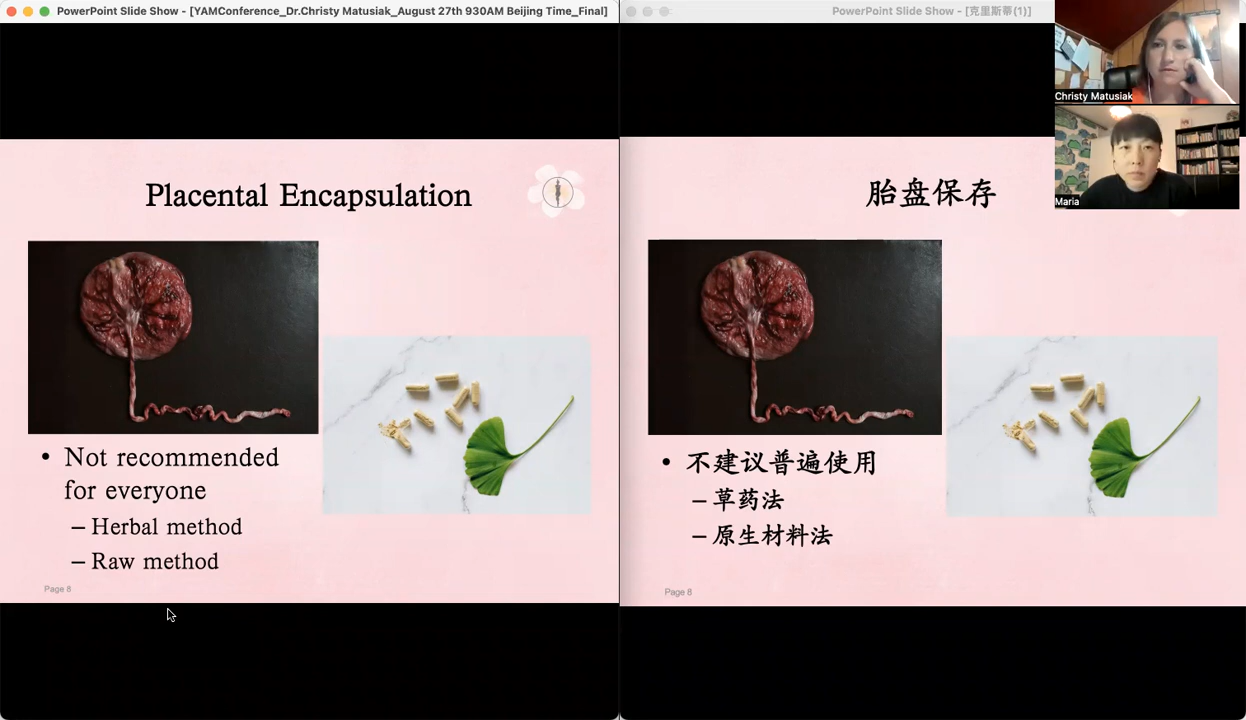 PowerPoint Slide Show - [YAMConference_Dr.Christy Matusiak_August 27th 930AM Beijing Time_Final]
Placental Encapsulation
• Not recommended
for everyone
– Herbal method
– Raw method
Page 8
PowerPoint Slide Show - [克里斯蒂(1)]
胎盘保存
• 不建议普遍使用
– 草药法
– 原生材料法
Page 8
Christy Matusiak
Maria